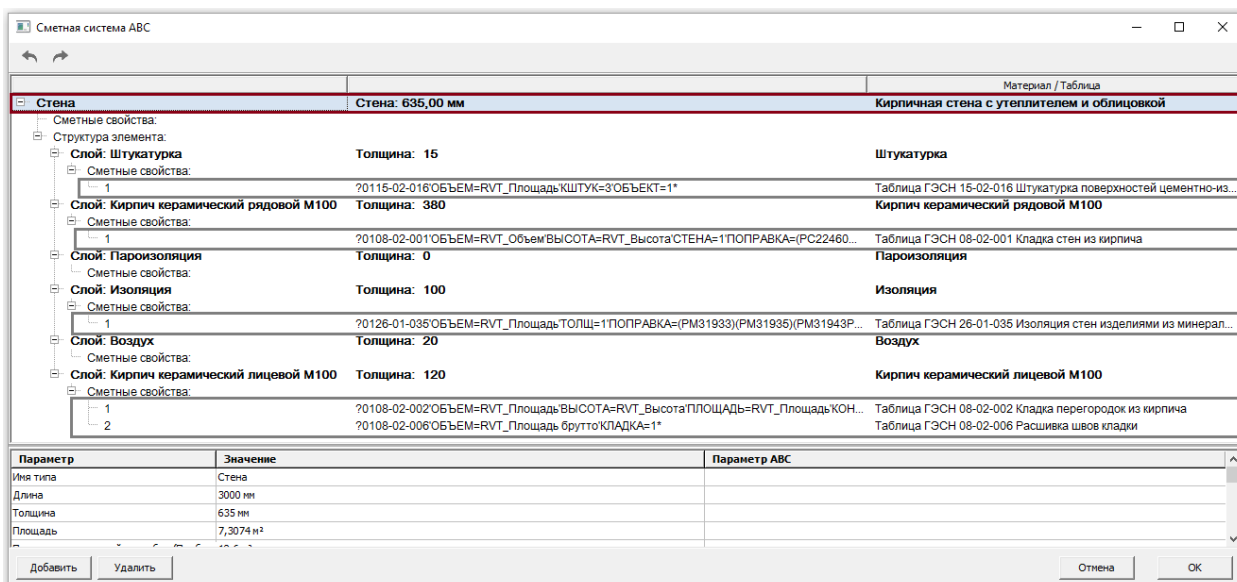 Сметная система ABC
Материал / Таблица
Стена Стена: 635,00 мм Кирпичная стена с утеплителем и облицовкой
Сметные свойства:
Структура элемента:
Слой: Штукатурка Толщина: 15 Штукатурка
Сметные свойства:
1 ?0115-02-016'ОБЪЕМ=RVT_Площадь'КШТУК=3'ОБЪЕКТ=1* Таблица ГЭСН 15-02-016 Штукатурка поверхностей цементно-из...
Слой: Кирпич керамический рядовой М100 Толщина: 380 Кирпич керамический рядовой М100
Сметные свойства:
1 ?0108-02-001'ОБЪЕМ=RVT_Объем'ВЫСОТА=RVT_Высота'СТЕНА=1'ПОПРАВКА=(РС22460... Таблица ГЭСН 08-02-001 Кладка стен из кирпича
Слой: Пароизоляция Толщина: 0 Пароизоляция
Сметные свойства:
Слой: Изоляция Толщина: 100 Изоляция
Сметные свойства:
1 ?0126-01-035'ОБЪЕМ=RVT_Площадь'ТОЛЩ=1'ПОПРАВКА=(РМ31933)(РМ31935)(РМ31943Р... Таблица ГЭСН 26-01-035 Изоляция стен изделиями из минерал...
Слой: Воздух Толщина: 20 Воздух
Сметные свойства:
Слой: Кирпич керамический лицевой М100 Толщина: 120 Кирпич керамический лицевой М100
Сметные свойства:
1 ?0108-02-002'ОБЪЕМ=RVT_Площадь'ВЫСОТА=RVT_Высота'ПЛОЩАДЬ=RVT_Площадь'КОН... Таблица ГЭСН 08-02-002 Кладка перегородок из кирпича
2 ?0108-02-006'ОБЪЕМ=RVT_Площадь брутто'КЛАДКА=1* Таблица ГЭСН 08-02-006 Расшивка швов кладки
Параметр Значение Параметр ABC
Имя типа Стена
Длина 3000 мм
Толщина 635 мм
Площадь 7,3074 м²
Добавить Удалить Отмена OK